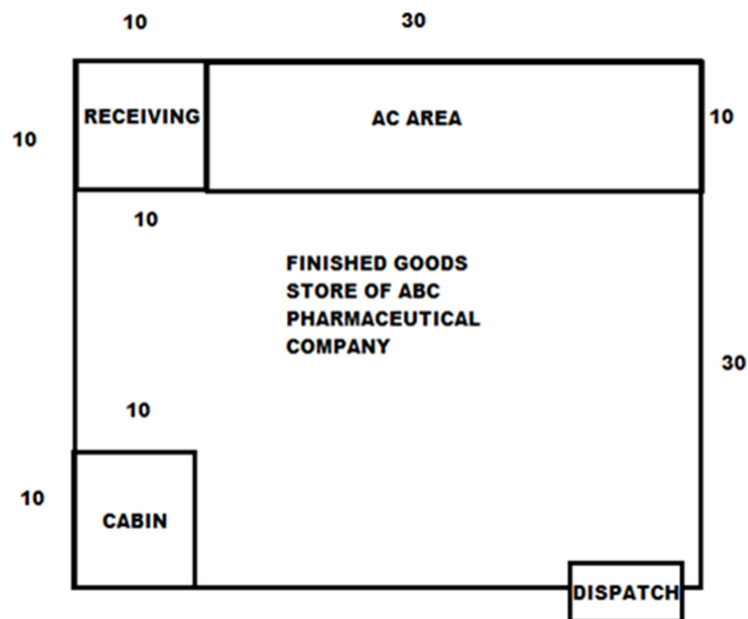 10 30
RECEIVING AC AREA
10 10
10
FINISHED GOODS
STORE OF ABC
PHARMACEUTICAL
COMPANY
30
10
10
CABIN
DISPATCH